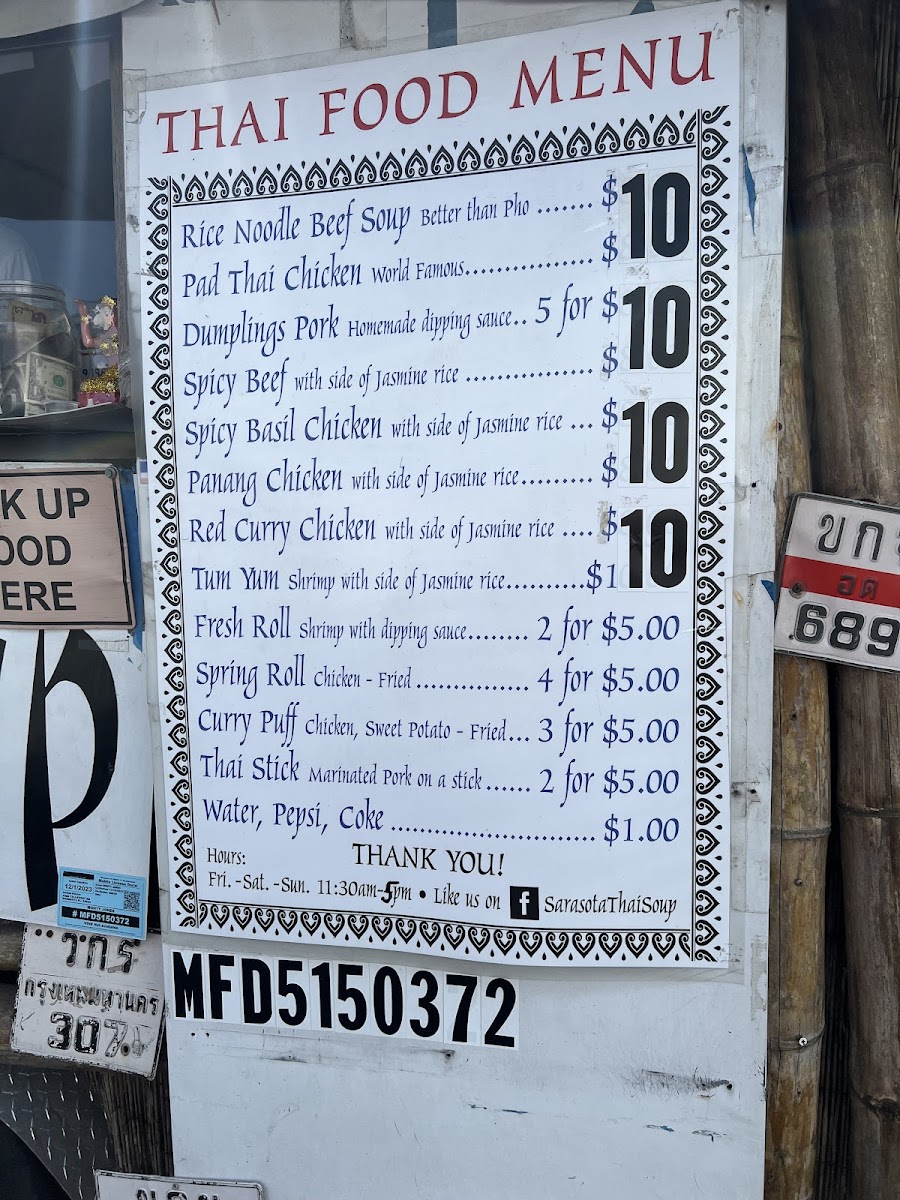 THAI FOOD MENU
Rice Noodle Beef Soup Better than Pho ....... $
10
Pad Thai Chicken World Famous................ $
Dumplings Pork Homemade dipping sauce.. 5 for $
10
Spicy Beef with side of Jasmine rice ................. $
Spicy Basil Chicken with side of Jasmine rice ... $
10
Panang Chicken with side of Jasmine rice.......... $
Red Curry Chicken with side of Jasmine rice .... $
10
Tum Yum Shrimp with side of Jasmine rice...........$1
Fresh Roll Shrimp with dipping sauce........ 2 for $5.00
Spring Roll Chicken - Fried ................ 4 for $5.00
Curry Puff Chicken, Sweet Potato - Fried... 3 for $5.00
Thai Stick Marinated Pork on a stick...... 2 for $5.00
Water, Pepsi, Coke ............................. $1.00
THANK YOU!
Hours:
Fri. -Sat. -Sun. 11:30am-5pm • Like us on f SarasotaThaiSoup
MFD5150372
K UP
OOD
ERE
12/1/2023
# MFD5150372
กรุงเทพมหานคร
307
ขก
689